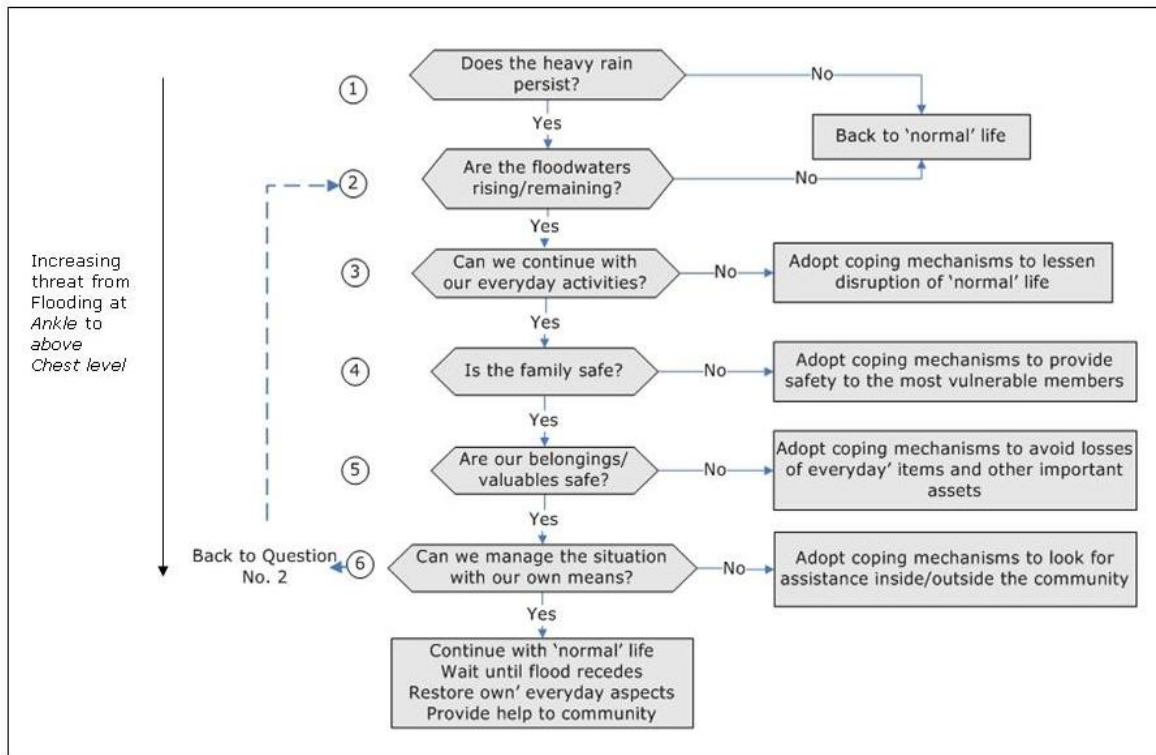 Does the heavy rain
persist?
No
1
Yes
Back to ‘normal’ life
Are the floodwaters
rising/remaining?
No
2
Yes
Increasing
threat from
Flooding at
Ankle to
above
Chest level
3
Can we continue with
our everyday activities?
No
Adopt coping mechanisms to lessen
disruption of ‘normal’ life
Yes
4
Is the family safe?
No
Adopt coping mechanisms to provide
safety to the most vulnerable members
Yes
5
Are our belongings/
valuables safe?
No
Adopt coping mechanisms to avoid losses
of everyday’ items and other important
assets
Yes
Back to Question
No. 2
6
Can we manage the situation
with our own means?
No
Adopt coping mechanisms to look for
assistance inside/outside the community
Yes
Continue with ‘normal’ life
Wait until flood recedes
Restore own’ everyday aspects
Provide help to community